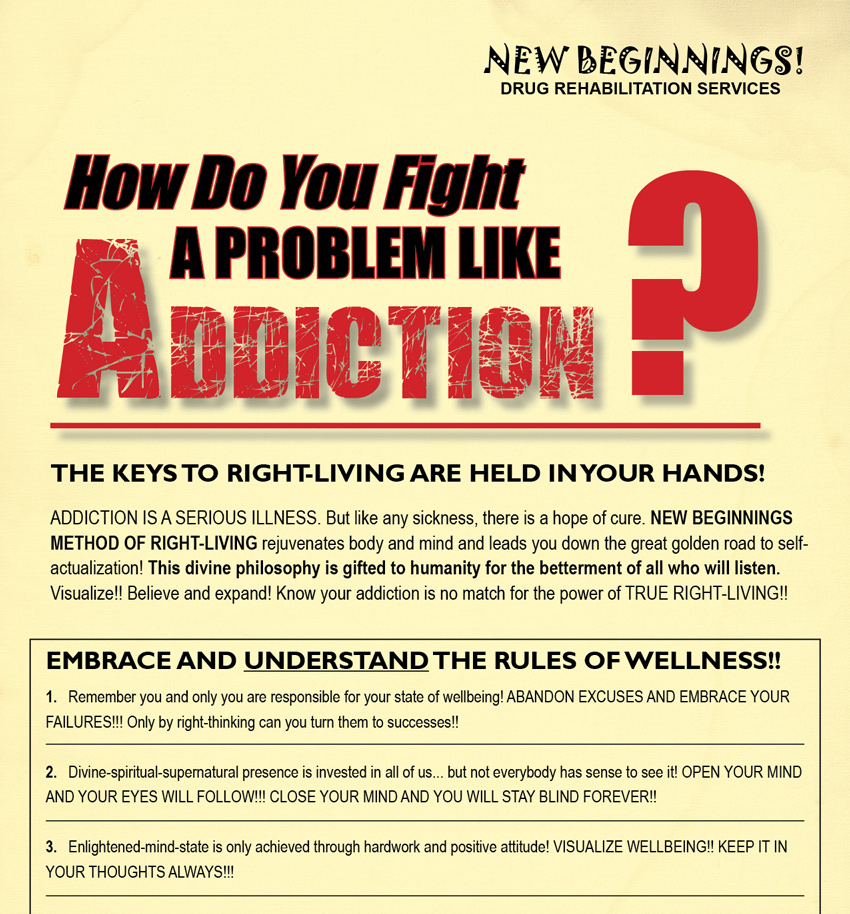 NEW BEGINNINGS!
DRUG REHABILITATION SERVICES
How Do You Fight
A PROBLEM LIKE
ADDICTION?
THE KEYS TO RIGHT-LIVING ARE HELD IN YOUR HANDS!
ADDICTION IS A SERIOUS ILLNESS. But like any sickness, there is a hope of cure. NEW BEGINNINGS
METHOD OF RIGHT-LIVING rejuvenates body and mind and leads you down the great golden road to self-
actualization! This divine philosophy is gifted to humanity for the betterment of all who will listen.
Visualize!! Believe and expand! Know your addiction is no match for the power of TRUE RIGHT-LIVING!!
EMBRACE AND UNDERSTAND THE RULES OF WELLNESS!!
1. Remember you and only you are responsible for your state of wellbeing! ABANDON EXCUSES AND EMBRACE YOUR
FAILURES!!! Only by right-thinking can you turn them to successes!!
2. Divine-spiritual-supernatural presence is invested in all of us... but not everybody has sense to see it! OPEN YOUR MIND
AND YOUR EYES WILL FOLLOW!!! CLOSE YOUR MIND AND YOU WILL STAY BLIND FOREVER!!
3. Enlightened-mind-state is only achieved through hardwork and positive attitude! VISUALIZE WELLBEING!! KEEP IT IN
YOUR THOUGHTS ALWAYS!!!